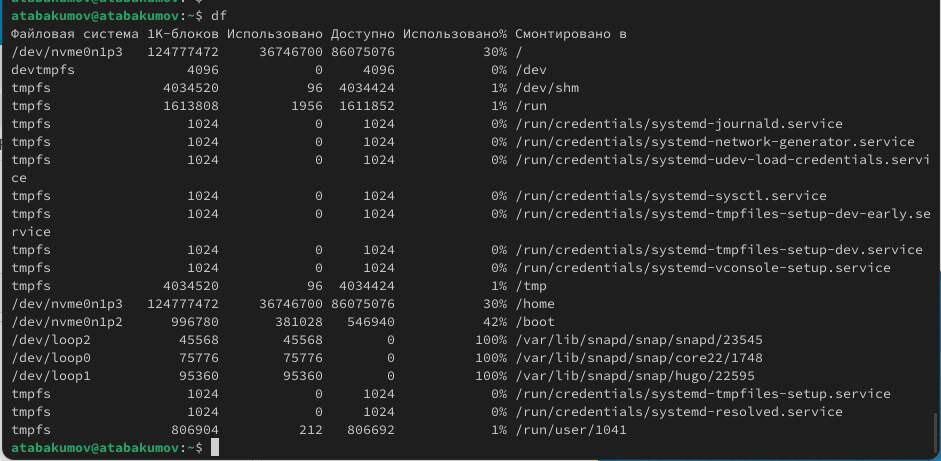 atabakumov@atabakumov:~$ df
Файловая система 1K-блоков Использовано Доступно Использовано% Смонтировано в
/dev/nvme0n1p3   124777472     36746700 86075076           30% /
devtmpfs              4096            0     4096            0% /dev
tmpfs              4034520           96  4034424            1% /dev/shm
tmpfs              1613808         1956  1611852            1% /run
tmpfs                 1024            0     1024            0% /run/credentials/systemd-journald.service
tmpfs                 1024            0     1024            0% /run/credentials/systemd-network-generator.service
tmpfs                 1024            0     1024            0% /run/credentials/systemd-udev-load-credentials.servi
ce
tmpfs                 1024            0     1024            0% /run/credentials/systemd-sysctl.service
tmpfs                 1024            0     1024            0% /run/credentials/systemd-tmpfiles-setup-dev-early.se
rvice
tmpfs                 1024            0     1024            0% /run/credentials/systemd-tmpfiles-setup-dev.service
tmpfs                 1024            0     1024            0% /run/credentials/systemd-vconsole-setup.service
tmpfs              4034520           96  4034424            1% /tmp
/dev/nvme0n1p3   124777472     36746700 86075076           30% /home
/dev/nvme0n1p2      996780       381028   546940           42% /boot
/dev/loop2           45568        45568        0          100% /var/lib/snapd/snap/snapd/23545
/dev/loop0           75776        75776        0          100% /var/lib/snapd/snap/core22/1748
/dev/loop1           95360        95360        0          100% /var/lib/snapd/snap/hugo/22595
tmpfs                 1024            0     1024            0% /run/credentials/systemd-tmpfiles-setup.service
tmpfs                 1024            0     1024            0% /run/credentials/systemd-resolved.service
tmpfs               806904          212   806692            1% /run/user/1041
atabakumov@atabakumov:~$